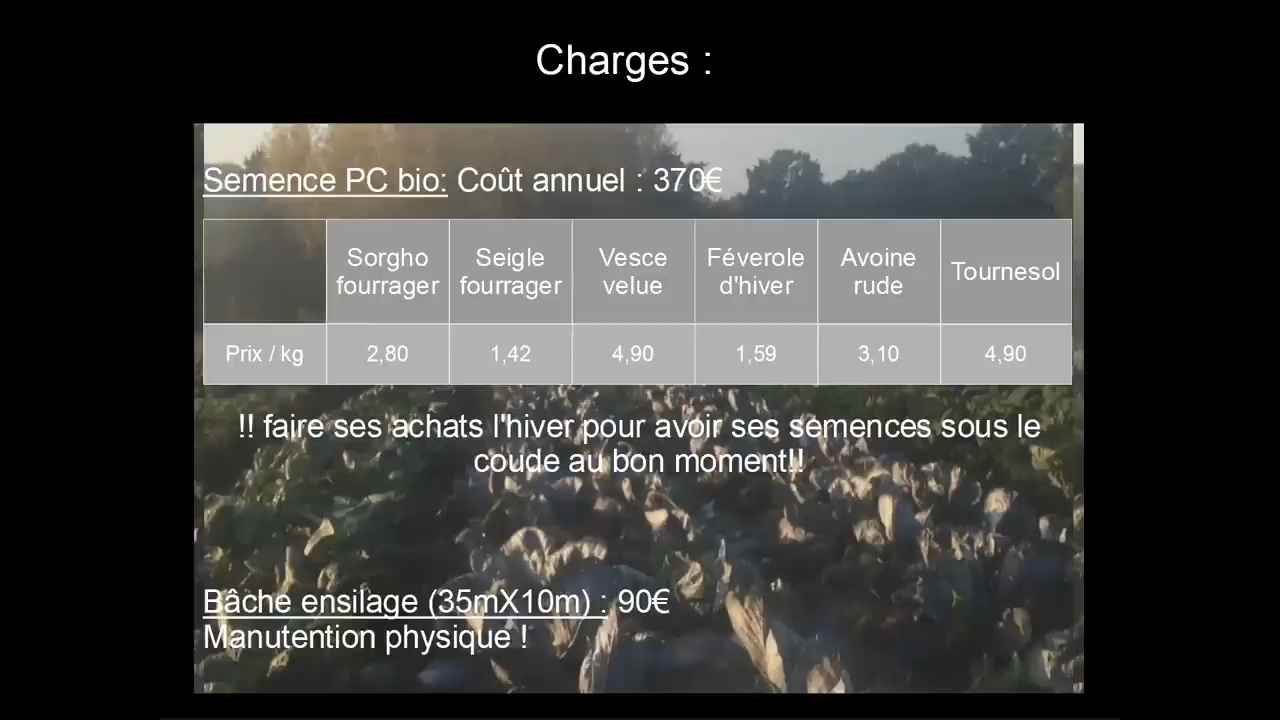 Charges :
Semence PC bio: Coût annuel : 370€
Sorgho fourrager Seigle fourrager Vesce velue Féverole d'hiver Avoine rude Tournesol
Prix / kg 2,80 1,42 4,90 1,59 3,10 4,90
!! faire ses achats l'hiver pour avoir ses semences sous le
coude au bon moment!!
Bâche ensilage (35mX10m) : 90€
Manutention physique !